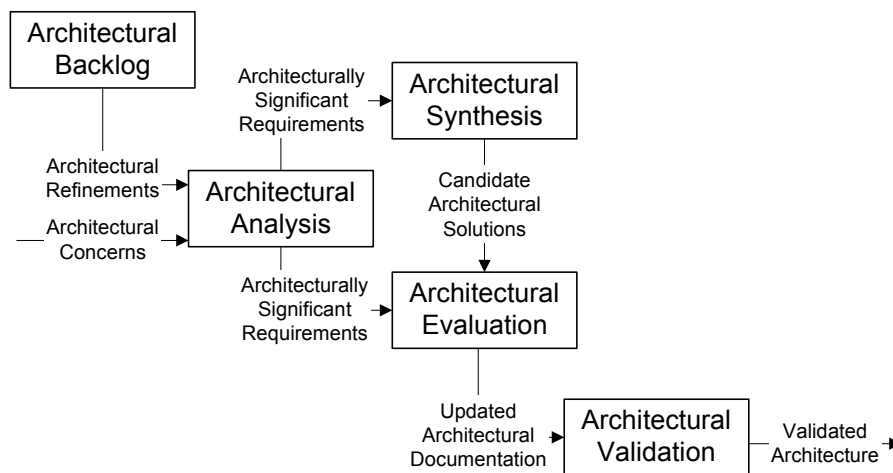 Architectural
Backlog
Architecturally
Significant
Requirements
Architectural
Synthesis
Architectural
Refinements
Architectural
Analysis
Candidate
Architectural
Solutions
Architectural
Concerns
Architecturally
Significant
Requirements
Architectural
Evaluation
Updated
Architectural
Documentation
Architectural
Validation
Validated
Architecture